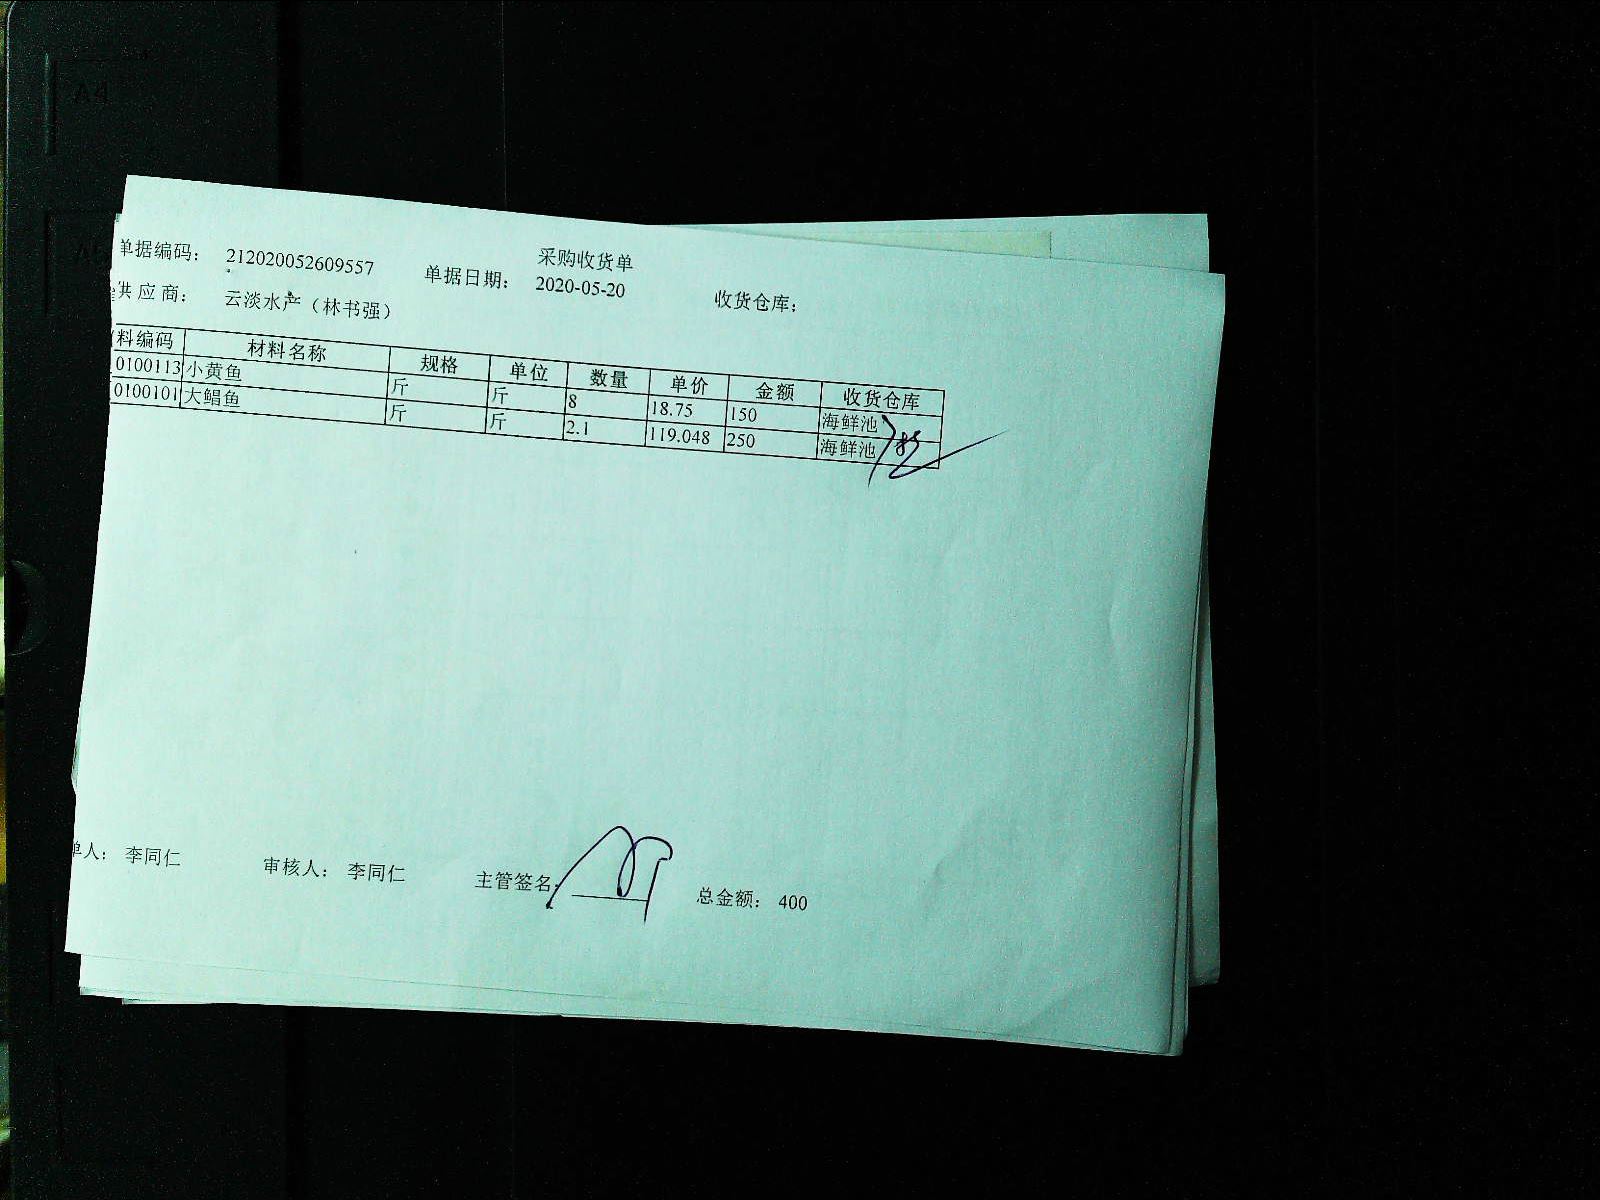 采购收货单
单据编码： 212020052609557 单据日期： 2020-05-20 收货仓库：
供应商： 云淡水产（林书强）
料编码 材料名称 规格 单位 数量 单价 金额 收货仓库
0100113 小黄鱼 斤 斤 8 18.75 150 海鲜池
0100101 大鲳鱼 斤 斤 2.1 119.048 250 海鲜池
单人： 李同仁 审核人： 李同仁 主管签名： 总金额： 400